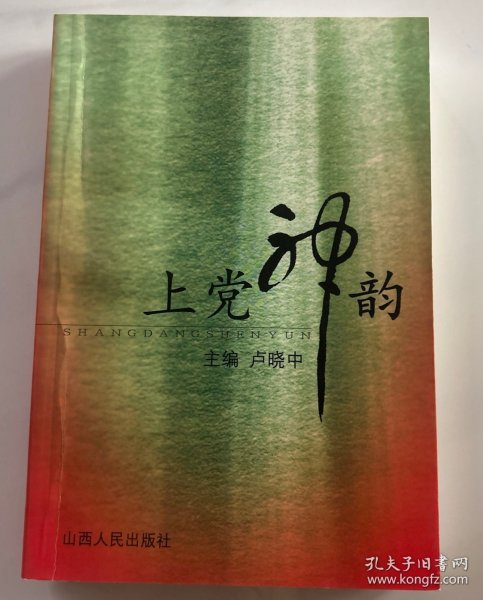 上党神韵
SHANGDANGSHENYUN
主编 卢晓中
山西人民出版社
孔夫子旧书网
www.kongfz.com